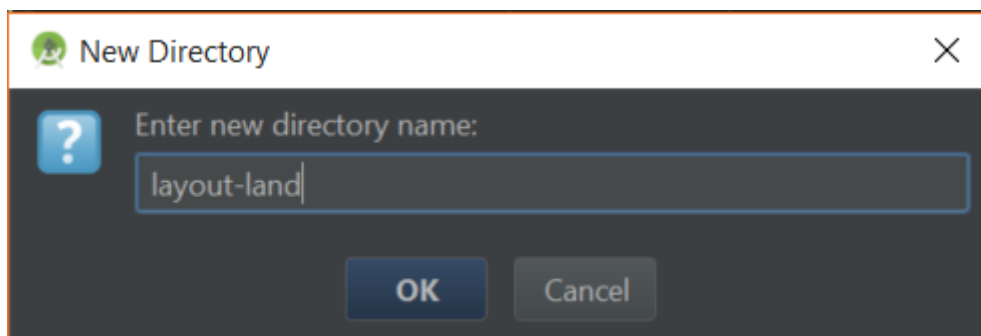 New Directory
Enter new directory name:
layout-land
OK
Cancel